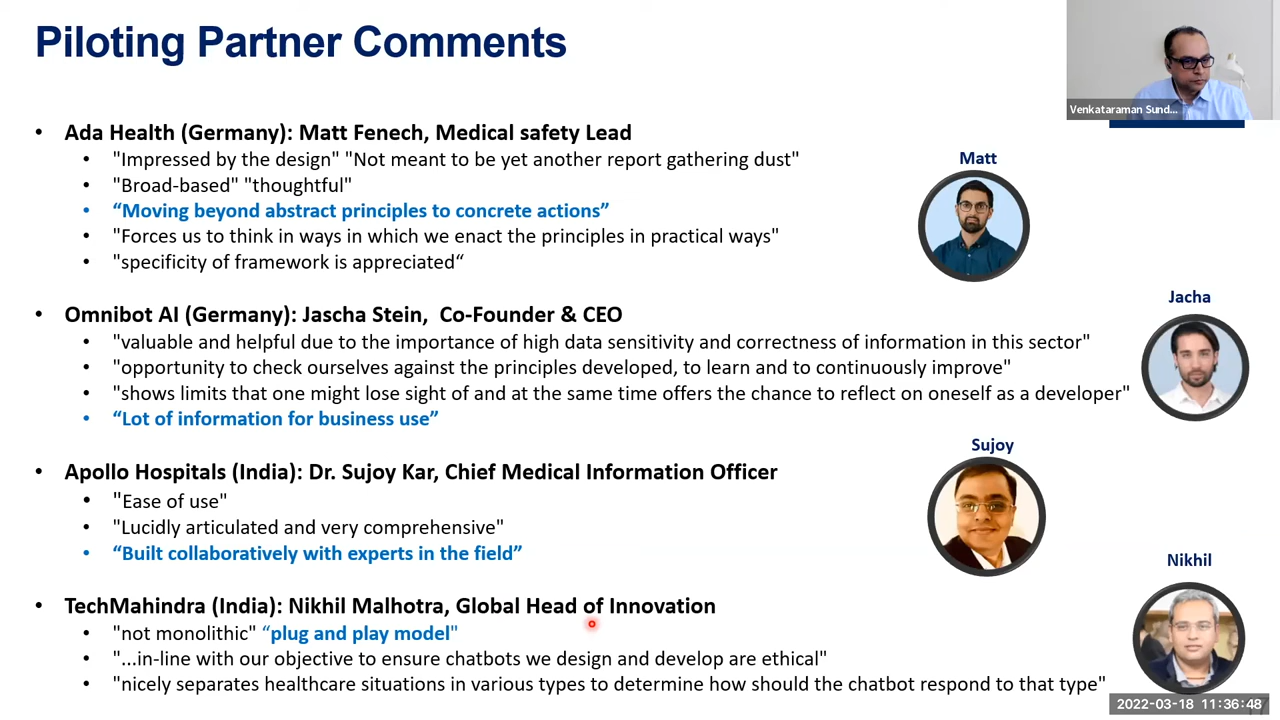 Piloting Partner Comments
Venkataraman Sund...
• Ada Health (Germany): Matt Fenech, Medical safety Lead
• "Impressed by the design" "Not meant to be yet another report gathering dust"
• "Broad-based" "thoughtful"
• “Moving beyond abstract principles to concrete actions”
• "Forces us to think in ways in which we enact the principles in practical ways"
• "specificity of framework is appreciated“
Matt
• Omnibot AI (Germany): Jascha Stein,  Co-Founder & CEO
• "valuable and helpful due to the importance of high data sensitivity and correctness of information in this sector"
• "opportunity to check ourselves against the principles developed, to learn and to continuously improve"
• "shows limits that one might lose sight of and at the same time offers the chance to reflect on oneself as a developer"
• “Lot of information for business use”
Jacha
• Apollo Hospitals (India): Dr. Sujoy Kar, Chief Medical Information Officer
• "Ease of use"
• "Lucidly articulated and very comprehensive"
• “Built collaboratively with experts in the field”
Sujoy
• TechMahindra (India): Nikhil Malhotra, Global Head of Innovation
• "not monolithic" “plug and play model"
• "...in-line with our objective to ensure chatbots we design and develop are ethical"
• "nicely separates healthcare situations in various types to determine how should the chatbot respond to that type"
Nikhil
2022-03-18 11:36:48